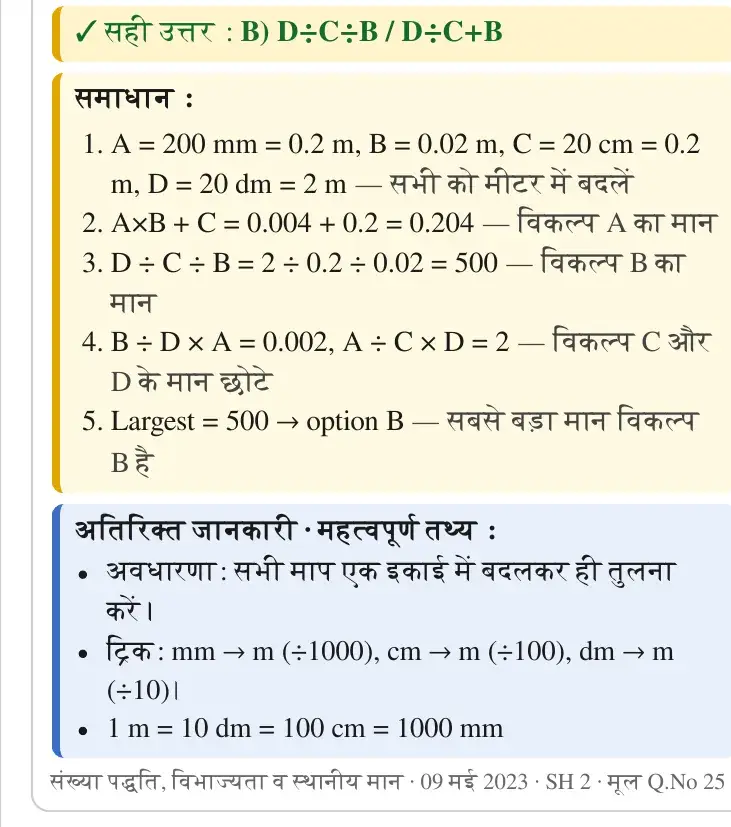 ✓ सही उत्तर : B) D÷C÷B / D÷C+B
समाधान :
1. A = 200 mm = 0.2 m, B = 0.02 m, C = 20 cm = 0.2
m, D = 20 dm = 2 m — सभी को मीटर में बदलें
2. A×B + C = 0.004 + 0.2 = 0.204 — विकल्प A का मान
3. D ÷ C ÷ B = 2 ÷ 0.2 ÷ 0.02 = 500 — विकल्प B का
मान
4. B ÷ D × A = 0.002, A ÷ C × D = 2 — विकल्प C और
D के मान छोटे
5. Largest = 500 → option B — सबसे बड़ा मान विकल्प
B है
अतिरिक्त जानकारी · महत्वपूर्ण तथ्य :
• अवधारणा : सभी माप एक इकाई में बदलकर ही तुलना
करें।
• ट्रिक : mm → m (÷1000), cm → m (÷100), dm → m
(÷10)।
• 1 m = 10 dm = 100 cm = 1000 mm
संख्या पद्धति, विभाज्यता व स्थानीय मान · 09 मई 2023 · SH 2 · मूल Q.No 25